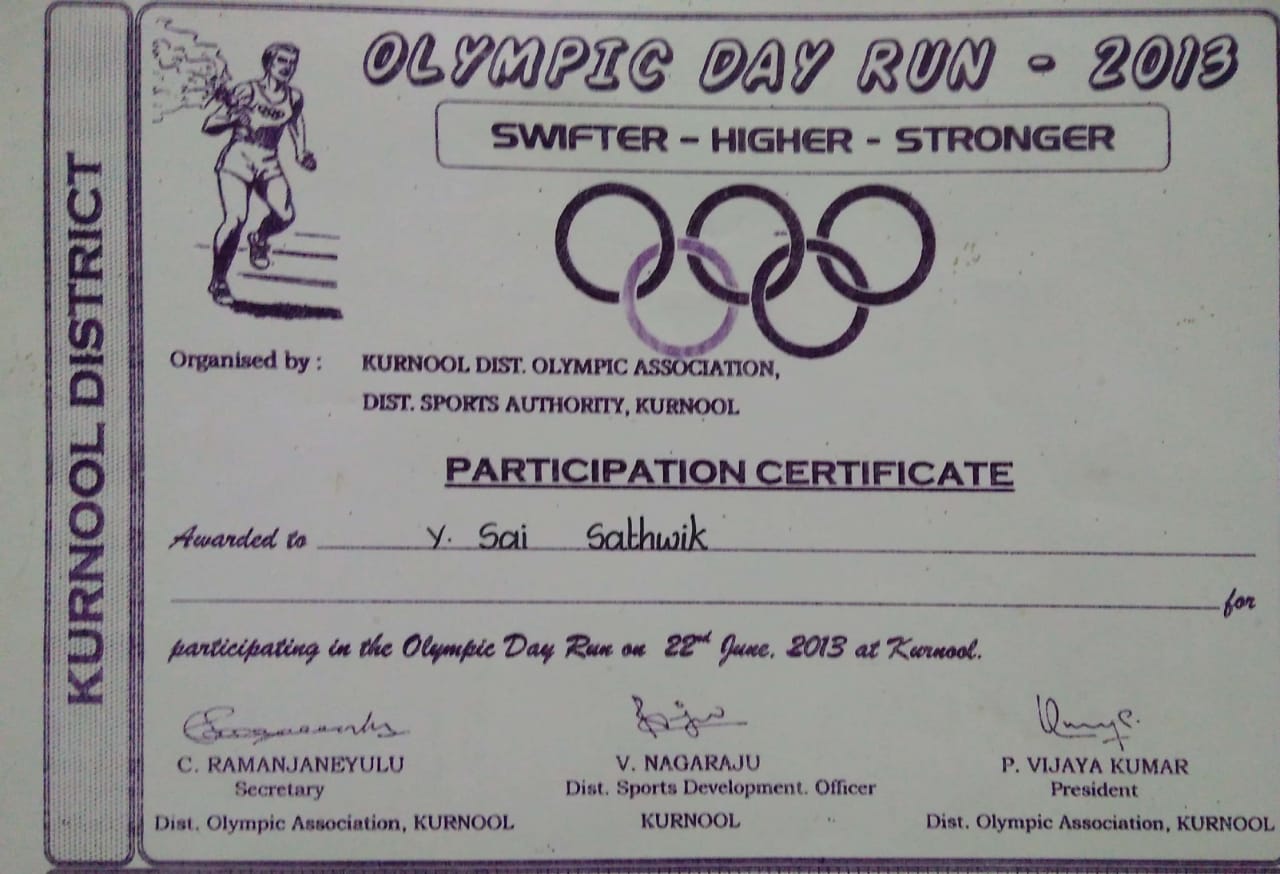 KURNOOL DISTRICT
OLYMPIC DAY RUN - 2013
SWIFTER – HIGHER – STRONGER
Organised by : KURNOOL DIST. OLYMPIC ASSOCIATION,
DIST. SPORTS AUTHORITY, KURNOOL
PARTICIPATION CERTIFICATE
Awarded to Y. Sai Sathwik
for
participating in the Olympic Day Run on 22nd June, 2013 at Kurnool.
C. RAMANJANEYULU V. NAGARAJU P. VIJAYA KUMAR
Secretary Dist. Sports Development. Officer President
Dist. Olympic Association, KURNOOL KURNOOL Dist. Olympic Association, KURNOOL